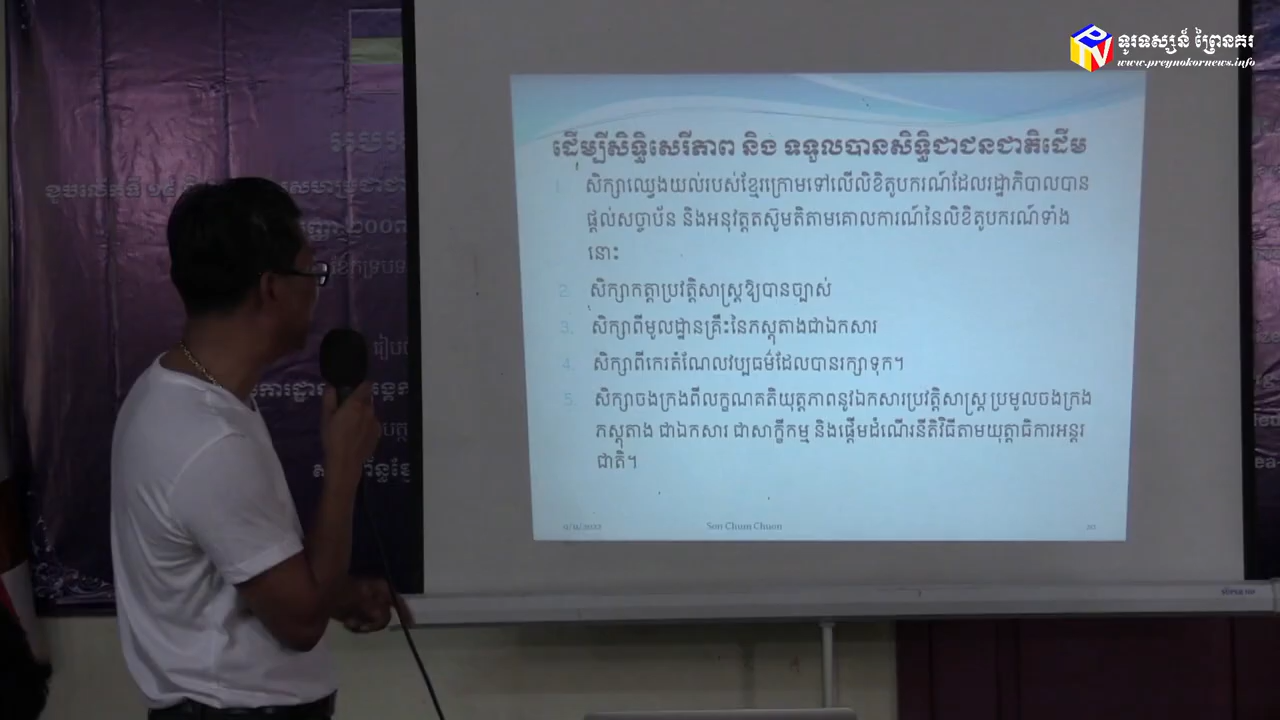 ទូរទស្សន៍ ព្រៃនគរ
www.preynokornews.info
ដើម្បីសិទ្ធិសេរីភាព និង ទទួលបានសិទ្ធិជាជនជាតិដើម
1. សិក្សាឈ្វេងយល់របស់ខ្មែរក្រោមទៅលើលិខិតូបករណ៍ដែលរដ្ឋាភិបាលបាន
ផ្តល់សច្ចាប័ន និងអនុវត្តតស៊ូមតិតាមគោលការណ៍នៃលិខិតូបករណ៍ទាំង
នោះ
2. សិក្សាកត្តាប្រវត្តិសាស្ត្រឱ្យបានច្បាស់
3. សិក្សាពីមូលដ្ឋានគ្រឹះនៃភស្តុតាងជាឯកសារ
4. សិក្សាពីកេរតំណែលវប្បធម៌ដែលបានរក្សាទុក។
5. សិក្សាចងក្រងពីលក្ខណគតិយុត្តភាពនូវឯកសារប្រវត្តិសាស្ត្រ ប្រមូលចងក្រង
ភស្តុតាង ជាឯកសារ ជាសាក្ខីកម្ម និងផ្តើមដំណើរនីតិវិធីតាមយុត្តាធិការអន្តរ
ជាតិ។
Sen Chum Chuon
20